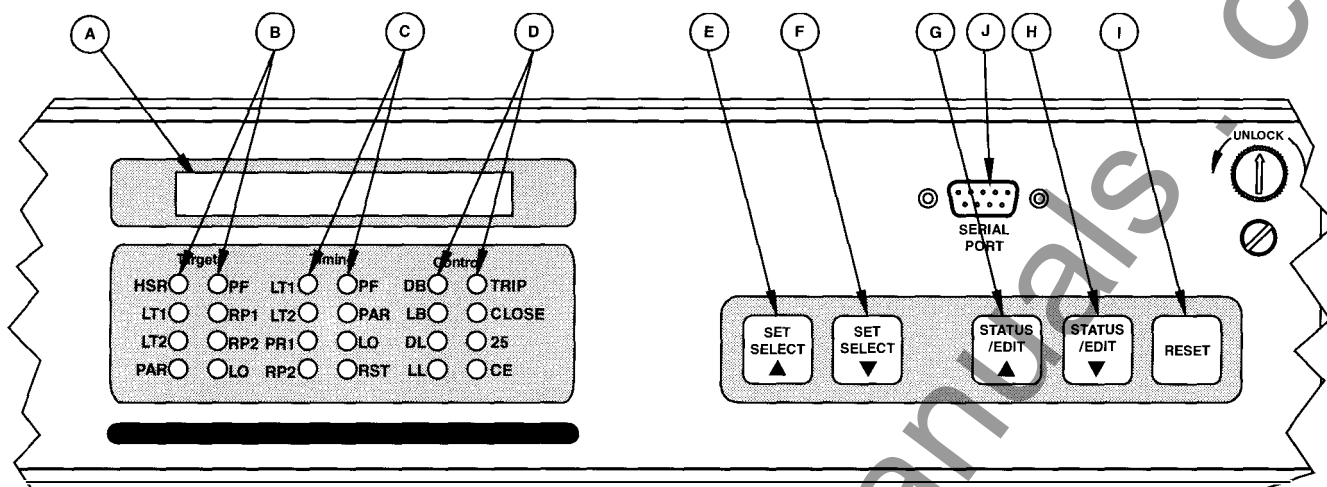 A B C D E F G J H I
UNLOCK
SERIAL
PORT
Targets Timing Control
HSR PF LT1 PF DB TRIP
LT1 RP1 LT2 PAR LB CLOSE
LT2 RP2 PR1 LO DL 25
PAR LO RP2 RST LL CE
SET
SELECT
SET
SELECT
STATUS
/EDIT
STATUS
/EDIT
RESET
anuals . c